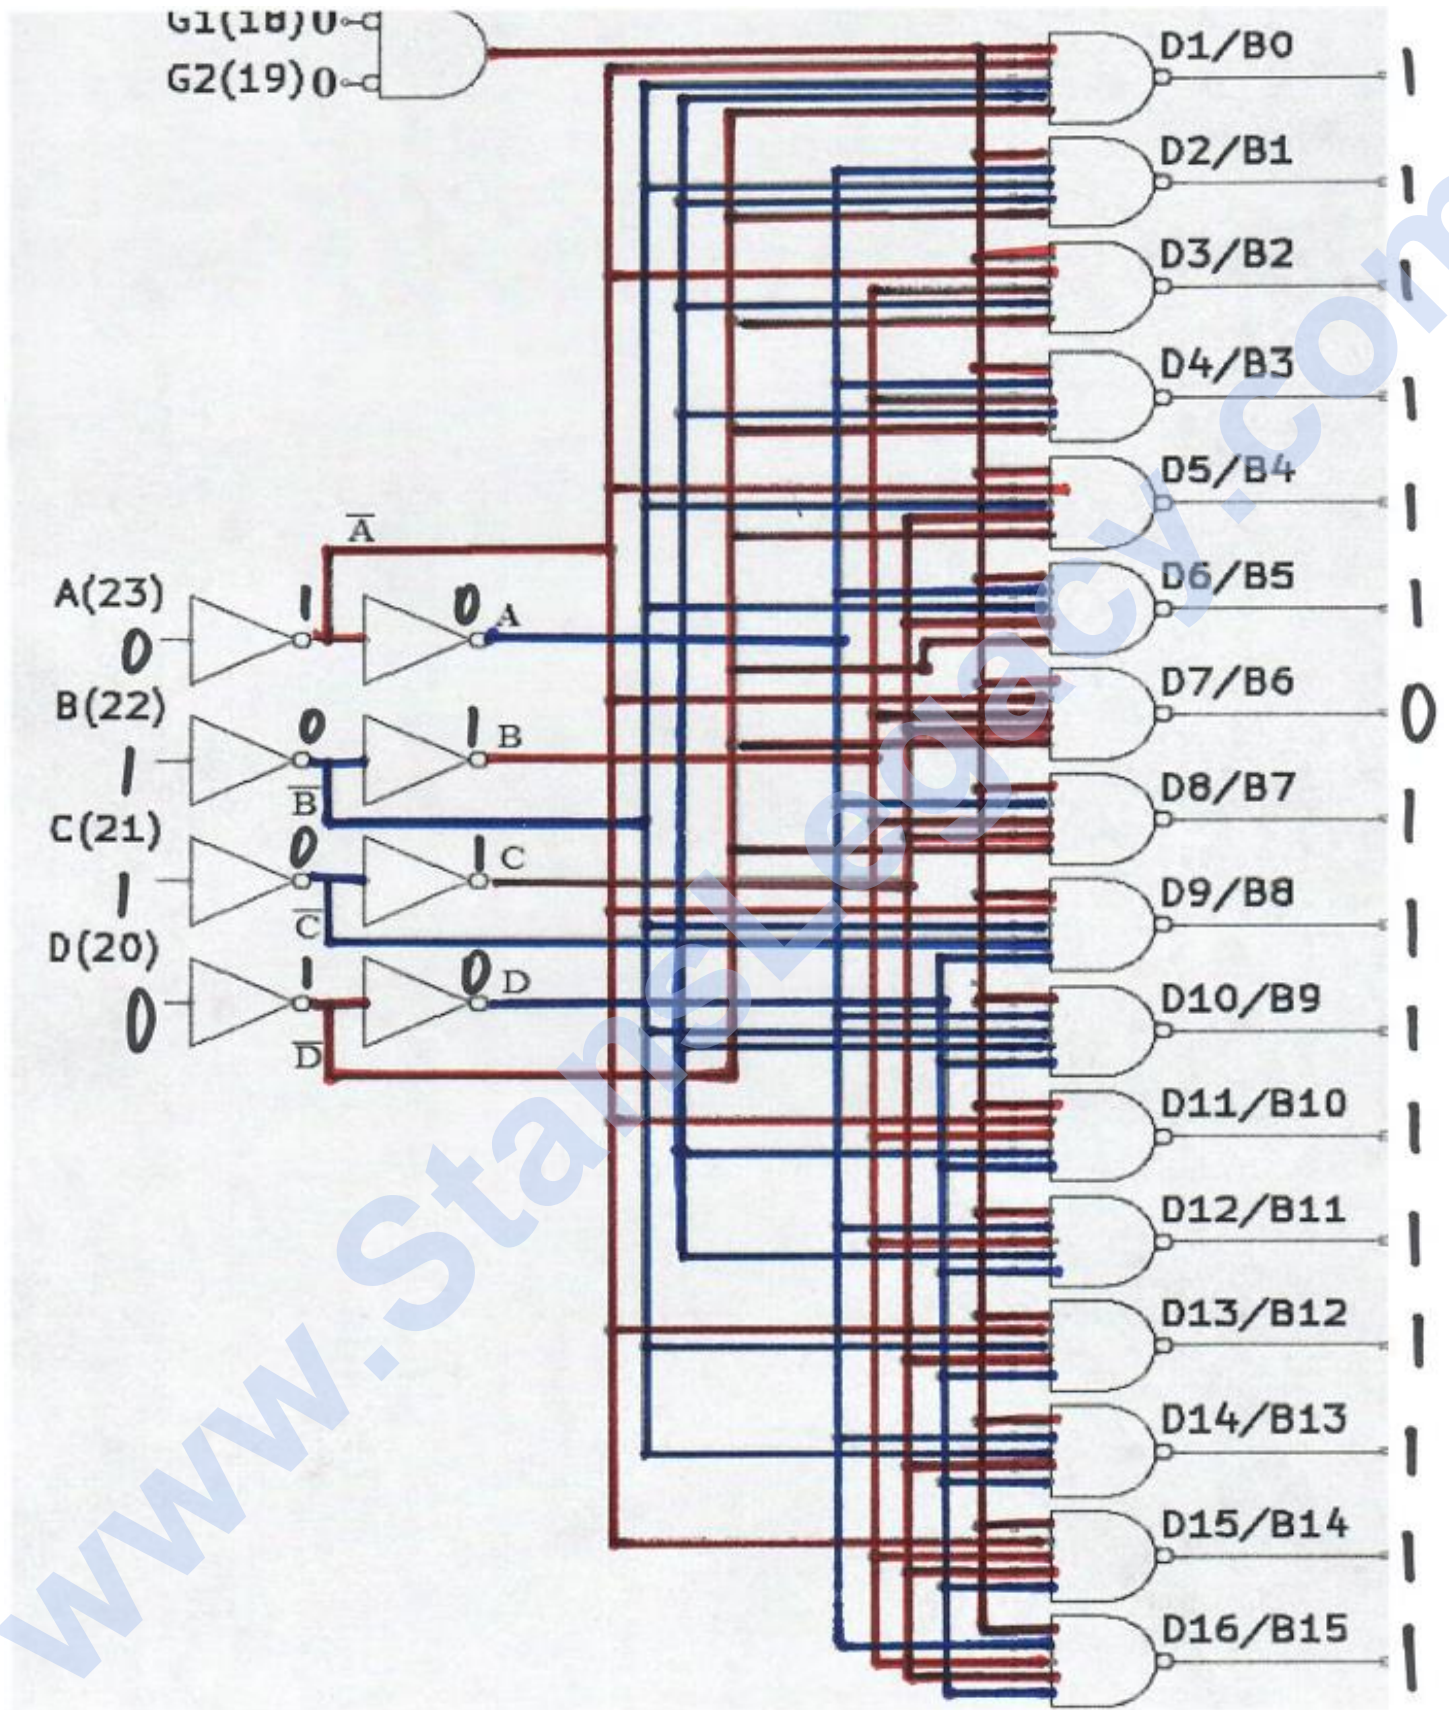 G1(18) 0
G2(19) 0
D1/B0 1
D2/B1 1
D3/B2 1
D4/B3 1
D5/B4 1
A̅
D6/B5 1
A(23) 1 0 A
0
D7/B6 0
B(22) 0 1 B
1
B̅
D8/B7 1
C(21) 0 1 C
1
C̅
D9/B8 1
D(20) 1 0 D
0
D̅
D10/B9 1
D11/B10 1
D12/B11 1
D13/B12 1
D14/B13 1
D15/B14 1
D16/B15 1
www.StansLegacy.com